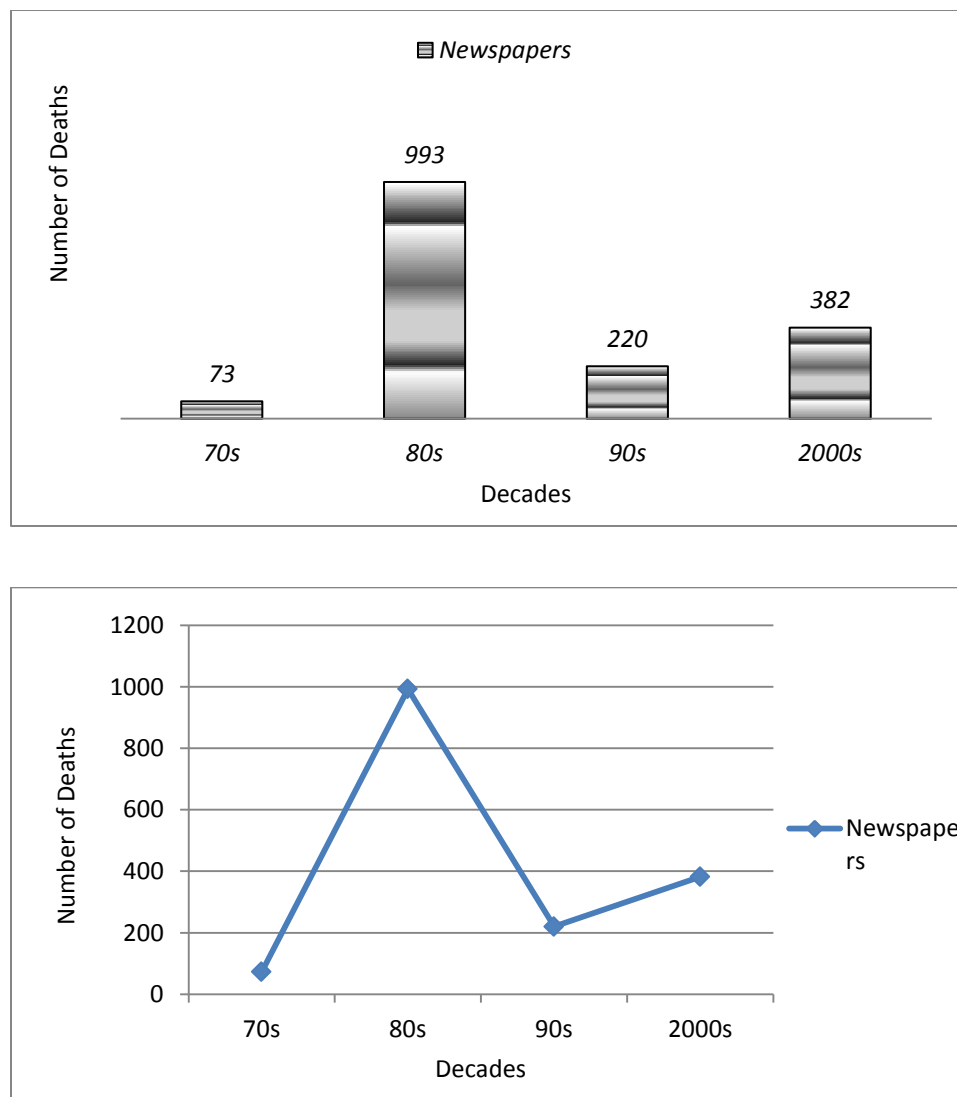 Newspapers
Number of Deaths
993
382
220
73
70s 80s 90s 2000s
Decades
1200
1000
800
600
400
200
0
Number of Deaths
Newspape
rs
70s 80s 90s 2000s
Decades